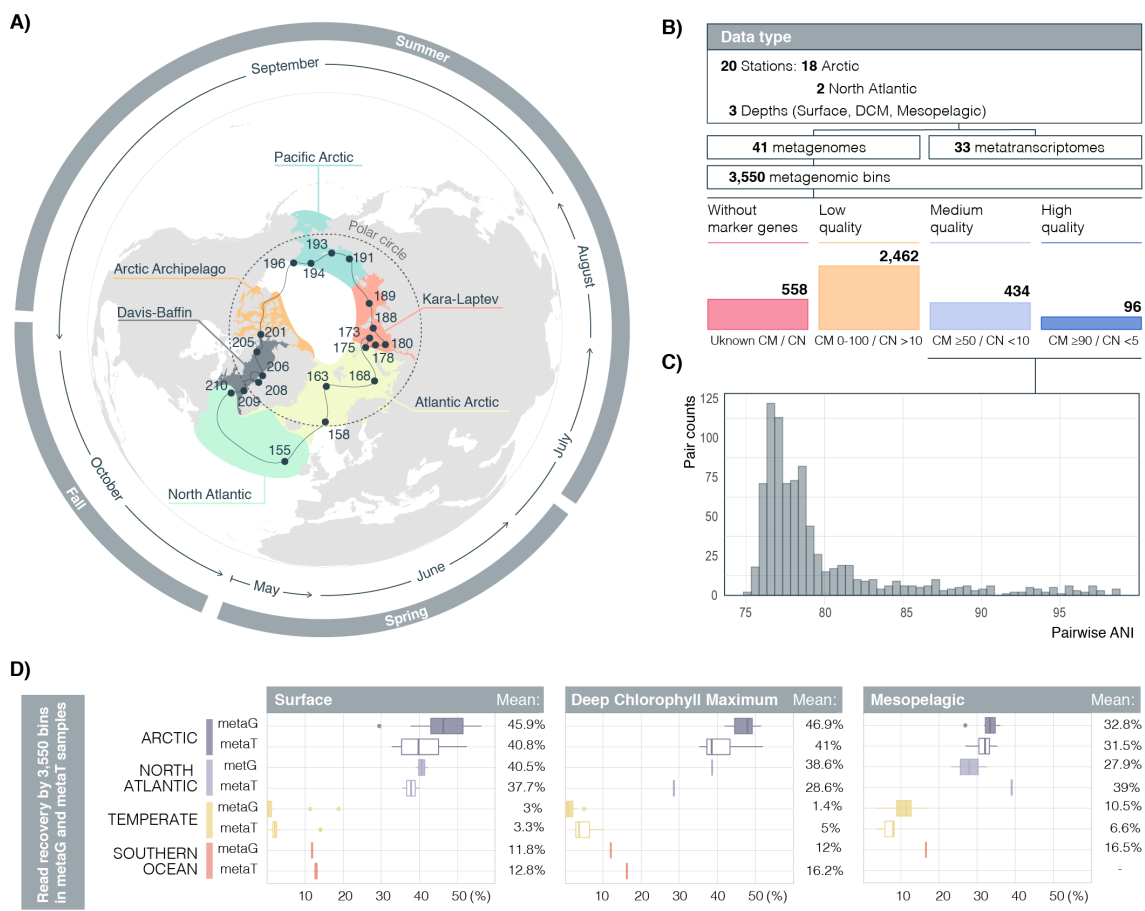 A)
Summer
September
August
July
June
May
October
Fall
Spring
Pacific Arctic
Polar circle
193
196
194
191
Arctic Archipelago
189
Kara-Laptev
Davis-Baffin
188
173
201
205
175
180
178
206
163
168
210
208
209
Atlantic Arctic
158
155
North Atlantic
B)
Data type
20 Stations: 18 Arctic
2 North Atlantic
3 Depths (Surface, DCM, Mesopelagic)
41 metagenomes
33 metatranscriptomes
3,550 metagenomic bins
Without
marker genes
Low
quality
Medium
quality
High
quality
558
2,462
434
96
Uknown CM / CN
CM 0-100 / CN >10
CM ≥50 / CN <10
CM ≥90 / CN <5
C)
Pair counts
125
100
75
50
25
0
75
80
85
90
95
Pairwise ANI
D)
Read recovery by 3,550 bins
in metaG and metaT samples
Surface
Mean:
Deep Chlorophyll Maximum
Mean:
Mesopelagic
Mean:
ARCTIC
metaG
45.9%
46.9%
32.8%
metaT
40.8%
41%
31.5%
NORTH
ATLANTIC
metG
40.5%
38.6%
27.9%
metaT
37.7%
28.6%
39%
TEMPERATE
metaG
3%
1.4%
10.5%
metaT
3.3%
5%
6.6%
SOUTHERN
OCEAN
metaG
11.8%
12%
16.5%
metaT
12.8%
16.2%
-
10 20 30 40 50 (%)
10 20 30 40 50 (%)
10 20 30 40 50 (%)